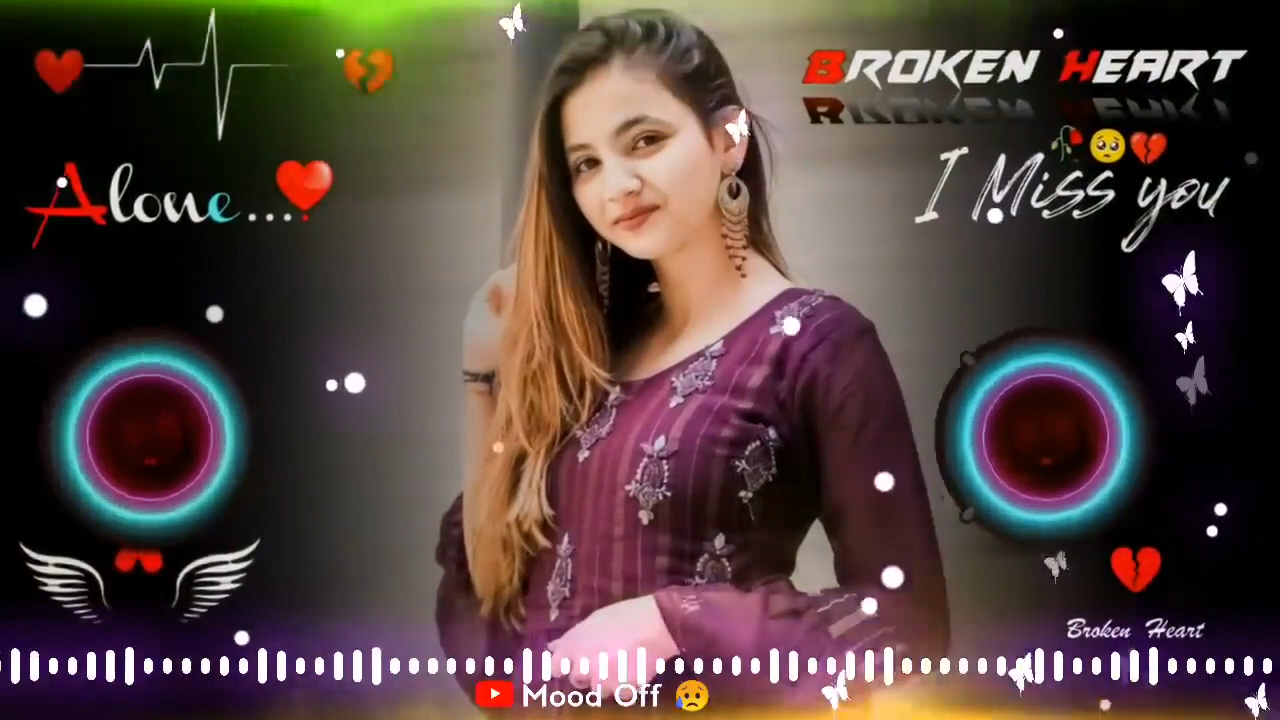 BROKEN HEART
Alone...
I Miss you
Broken Heart
Mood Off